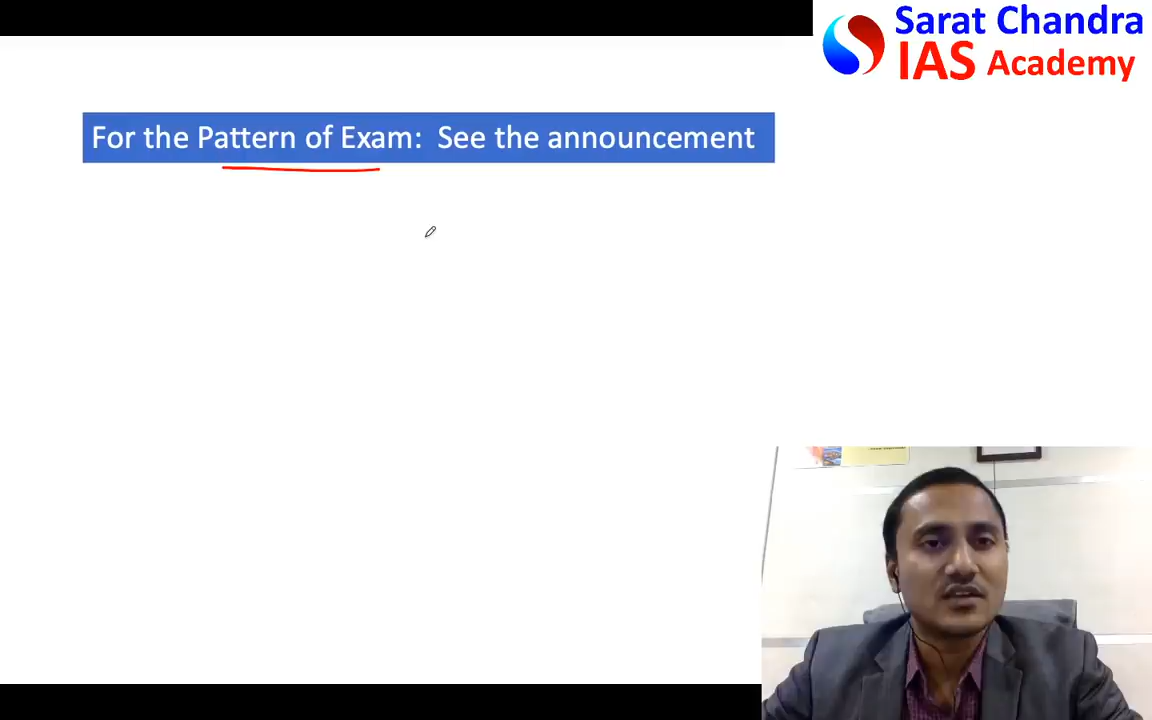 Sarat Chandra
IAS Academy
For the Pattern of Exam: See the announcement